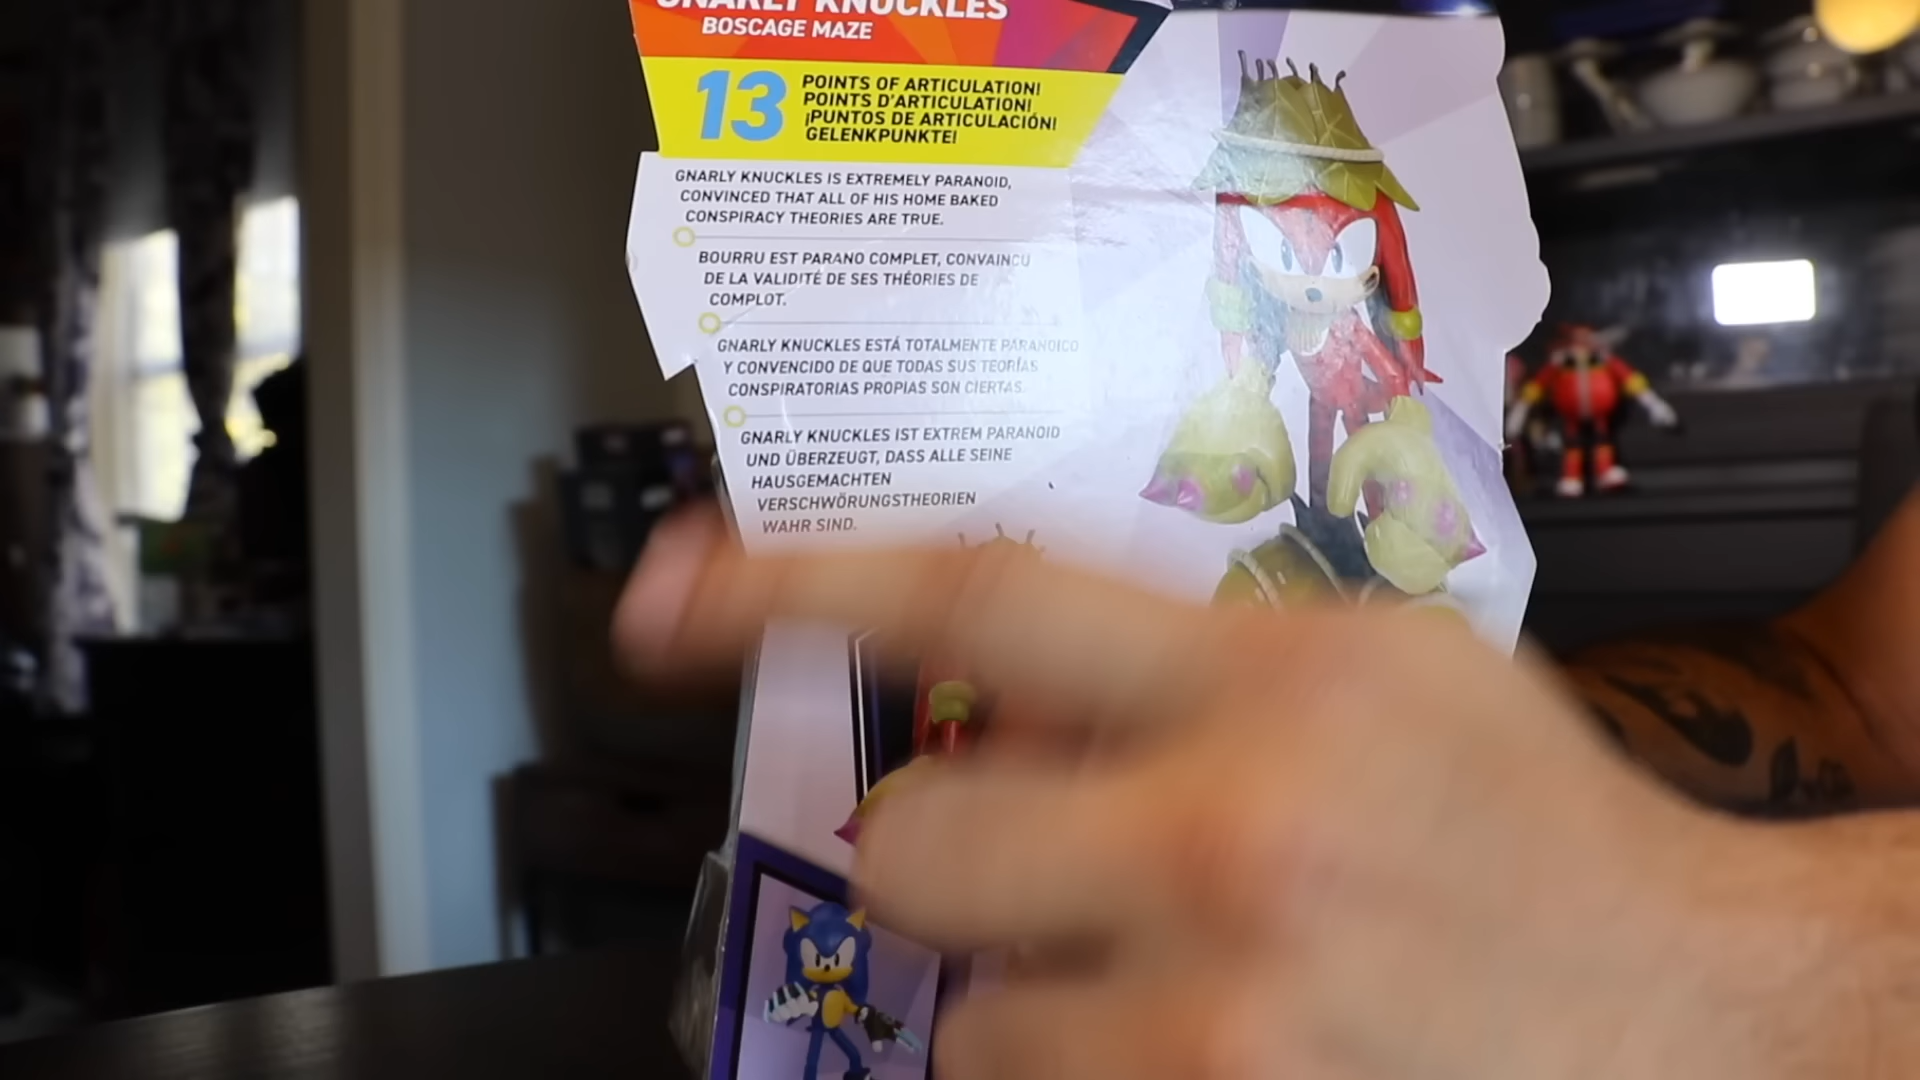 GNARLY KNUCKLES
BOSCAGE MAZE
13
POINTS OF ARTICULATION!
POINTS D'ARTICULATION!
¡PUNTOS DE ARTICULACIÓN!
GELENKPUNKTE!
GNARLY KNUCKLES IS EXTREMELY PARANOID,
CONVINCED THAT ALL OF HIS HOME BAKED
CONSPIRACY THEORIES ARE TRUE.
BOURRU EST PARANO COMPLET, CONVAINCU
DE LA VALIDITÉ DE SES THÉORIES DE
COMPLOT.
GNARLY KNUCKLES ESTÁ TOTALMENTE PARANOICO
Y CONVENCIDO DE QUE TODAS SUS TEORÍAS
CONSPIRATORIAS PROPIAS SON CIERTAS.
GNARLY KNUCKLES IST EXTREM PARANOID
UND ÜBERZEUGT, DASS ALLE SEINE
HAUSGEMACHTEN
VERSCHWÖRUNGSTHEORIEN
WAHR SIND.